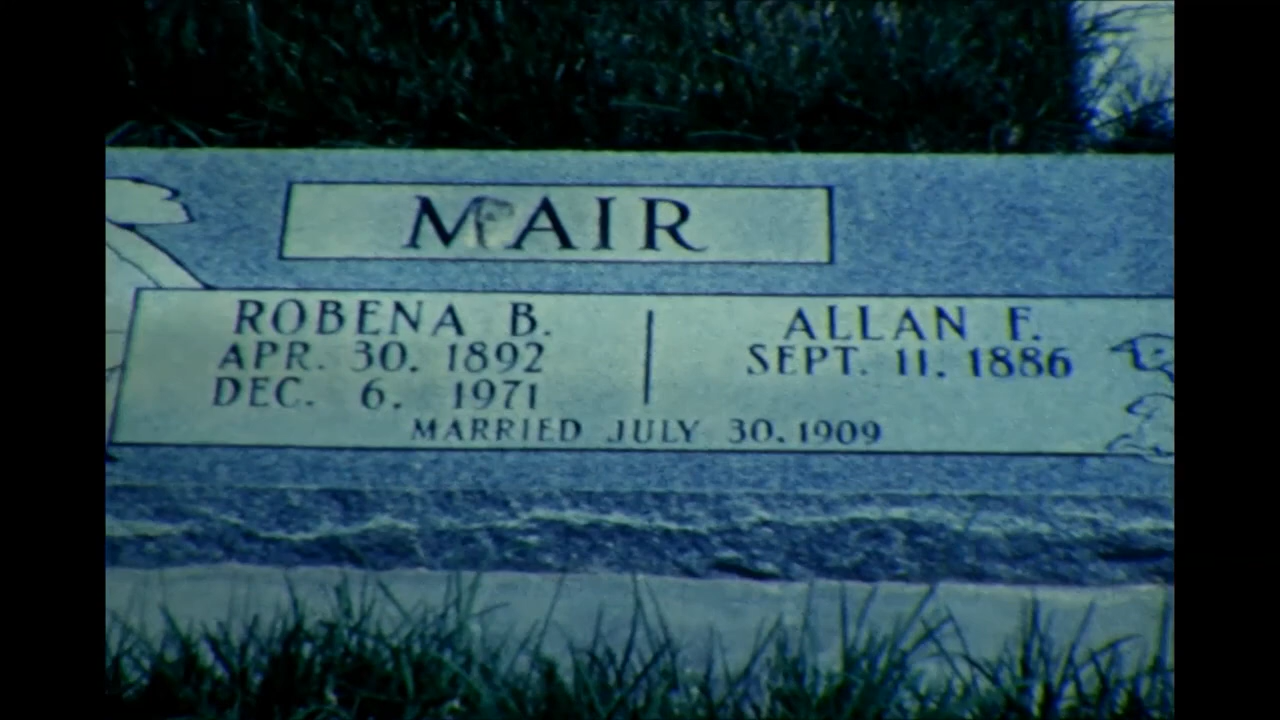 MAIR
ROBENA B.
APR. 30. 1892
DEC. 6. 1971
ALLAN F.
SEPT. 11. 1886
MARRIED JULY 30. 1909